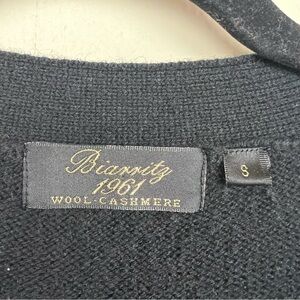 Biarritz
1961
WOOL-CASHMERE
S